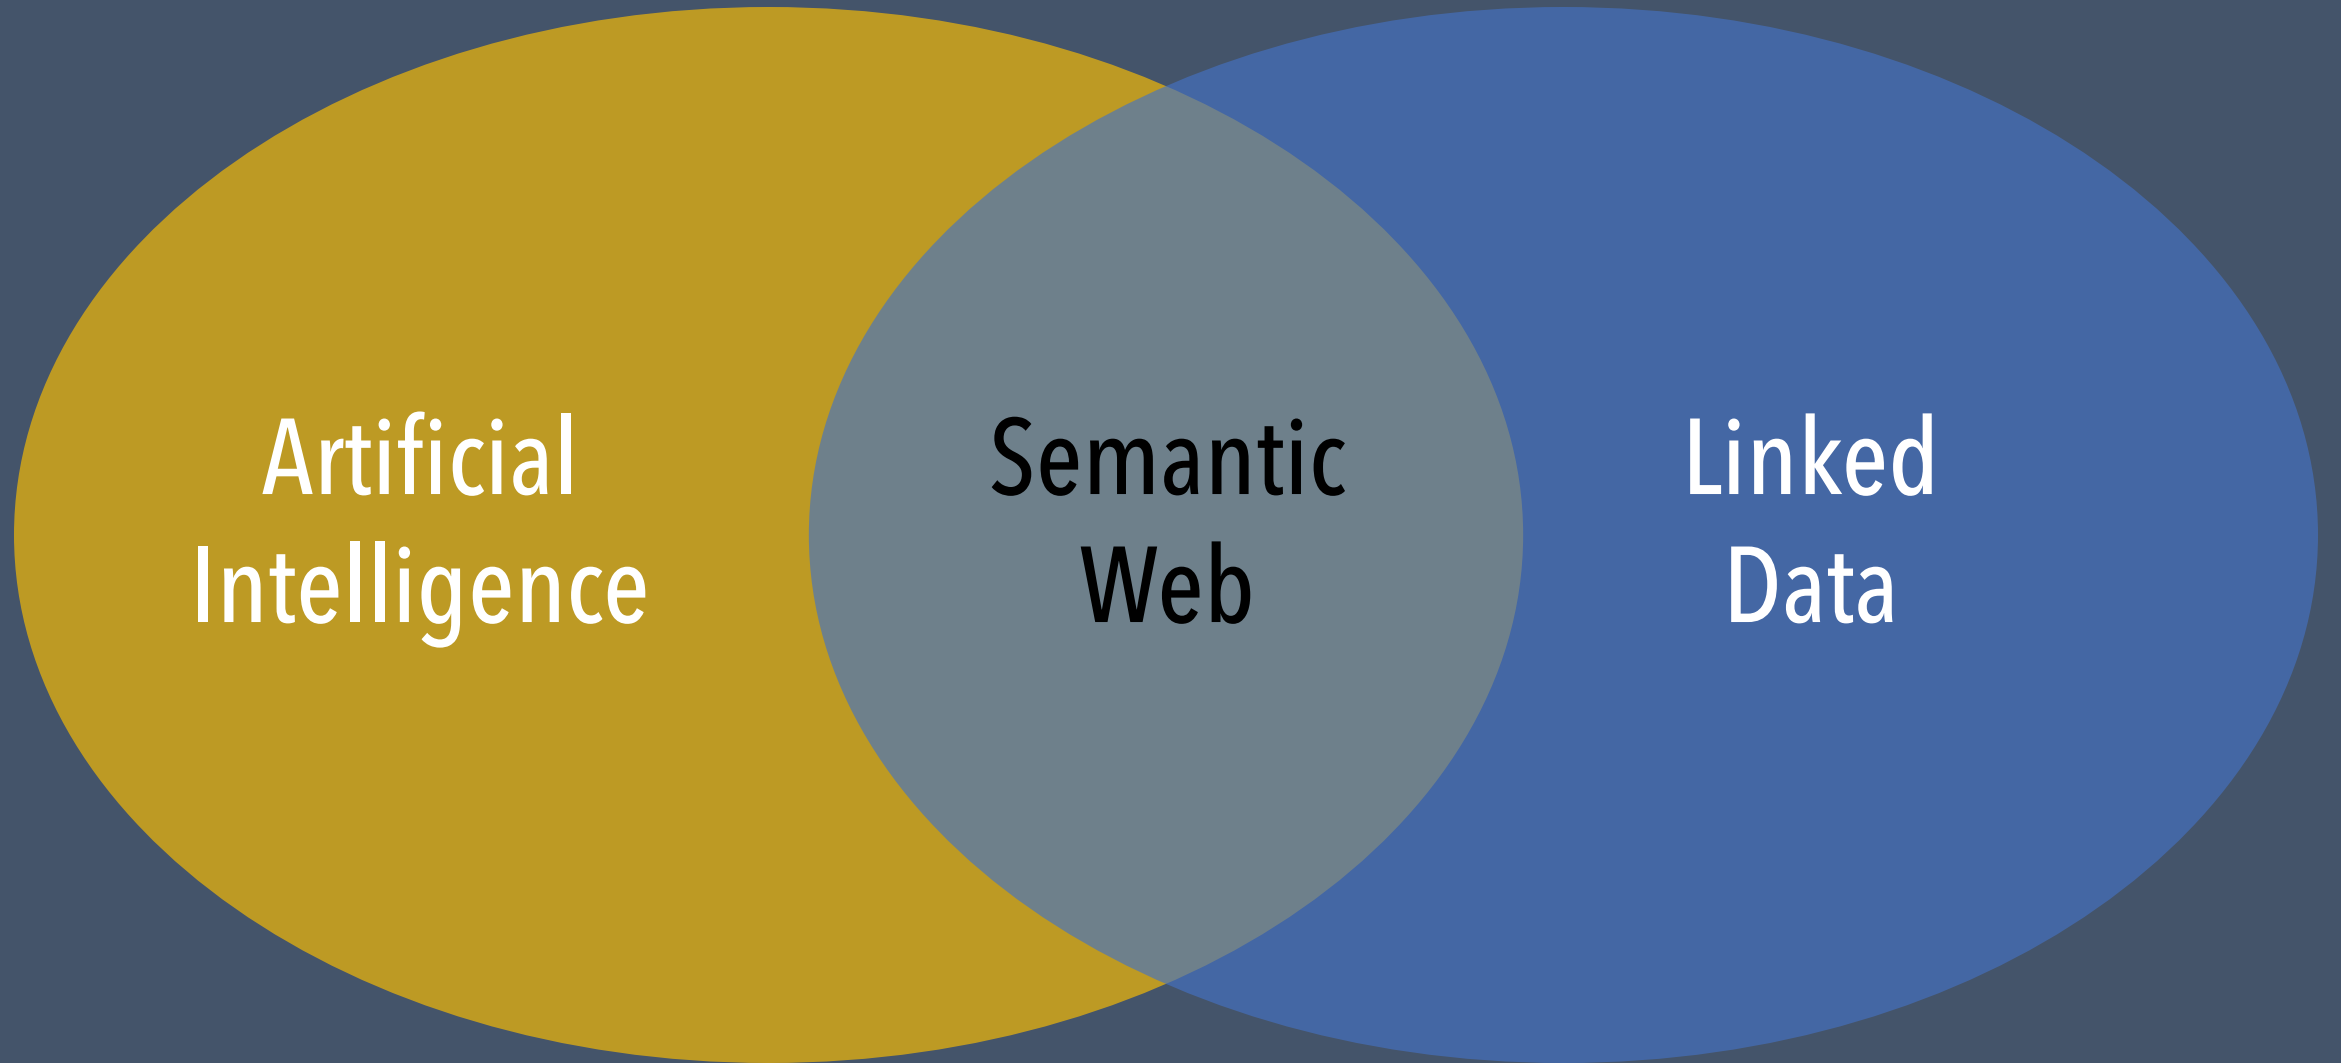 Artificial
Intelligence
Semantic
Web
Linked
Data